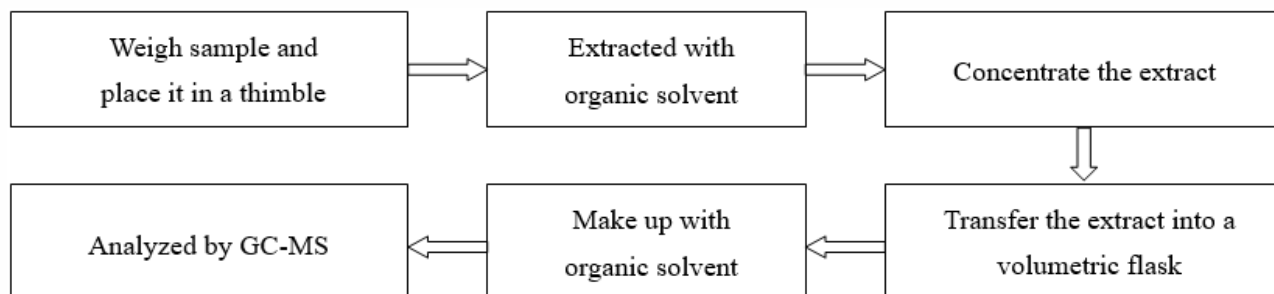 Weigh sample and
place it in a thimble
Extracted with
organic solvent
Concentrate the extract
Transfer the extract into a
volumetric flask
Make up with
organic solvent
Analyzed by GC-MS